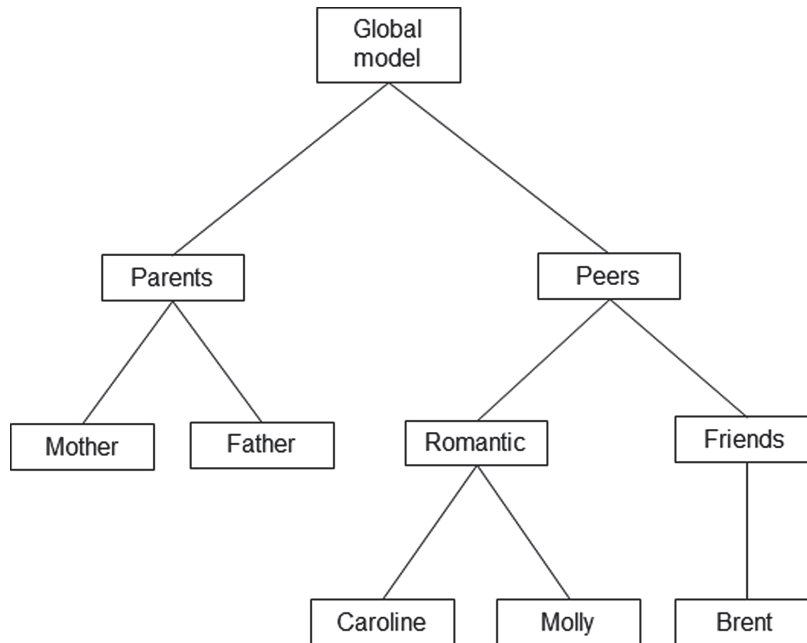 Global
model
Parents
Peers
Mother
Father
Romantic
Friends
Caroline
Molly
Brent